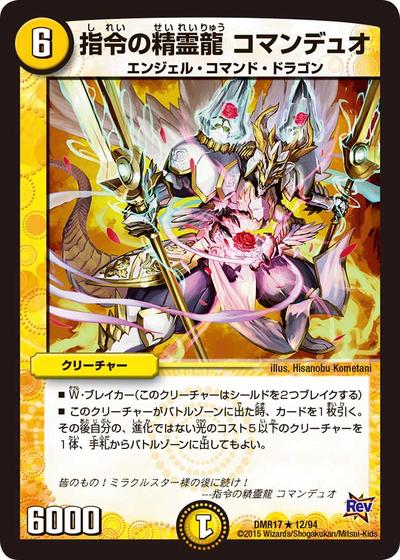 6
しれい せいれいりゅう
指令の精霊龍 コマンデュオ
エンジェル・コマンド・ドラゴン
illus. Hisanobu Kometani
クリーチャー
■W・ブレイカー(このクリーチャーはシールドを2つブレイクする)
■このクリーチャーがバトルゾーンに出た時、カードを1枚引く。
その後自分の、進化ではない光のコスト5以下のクリーチャーを
1体、手札からバトルゾーンに出してもよい。
皆のもの!ミラクルスター様の後に続け!
---指令の精霊龍 コマンデュオ
6000
1
DMR17 ★ 12/94
©2015 Wizards/Shogakukan/Mitsui-Kids
Rev